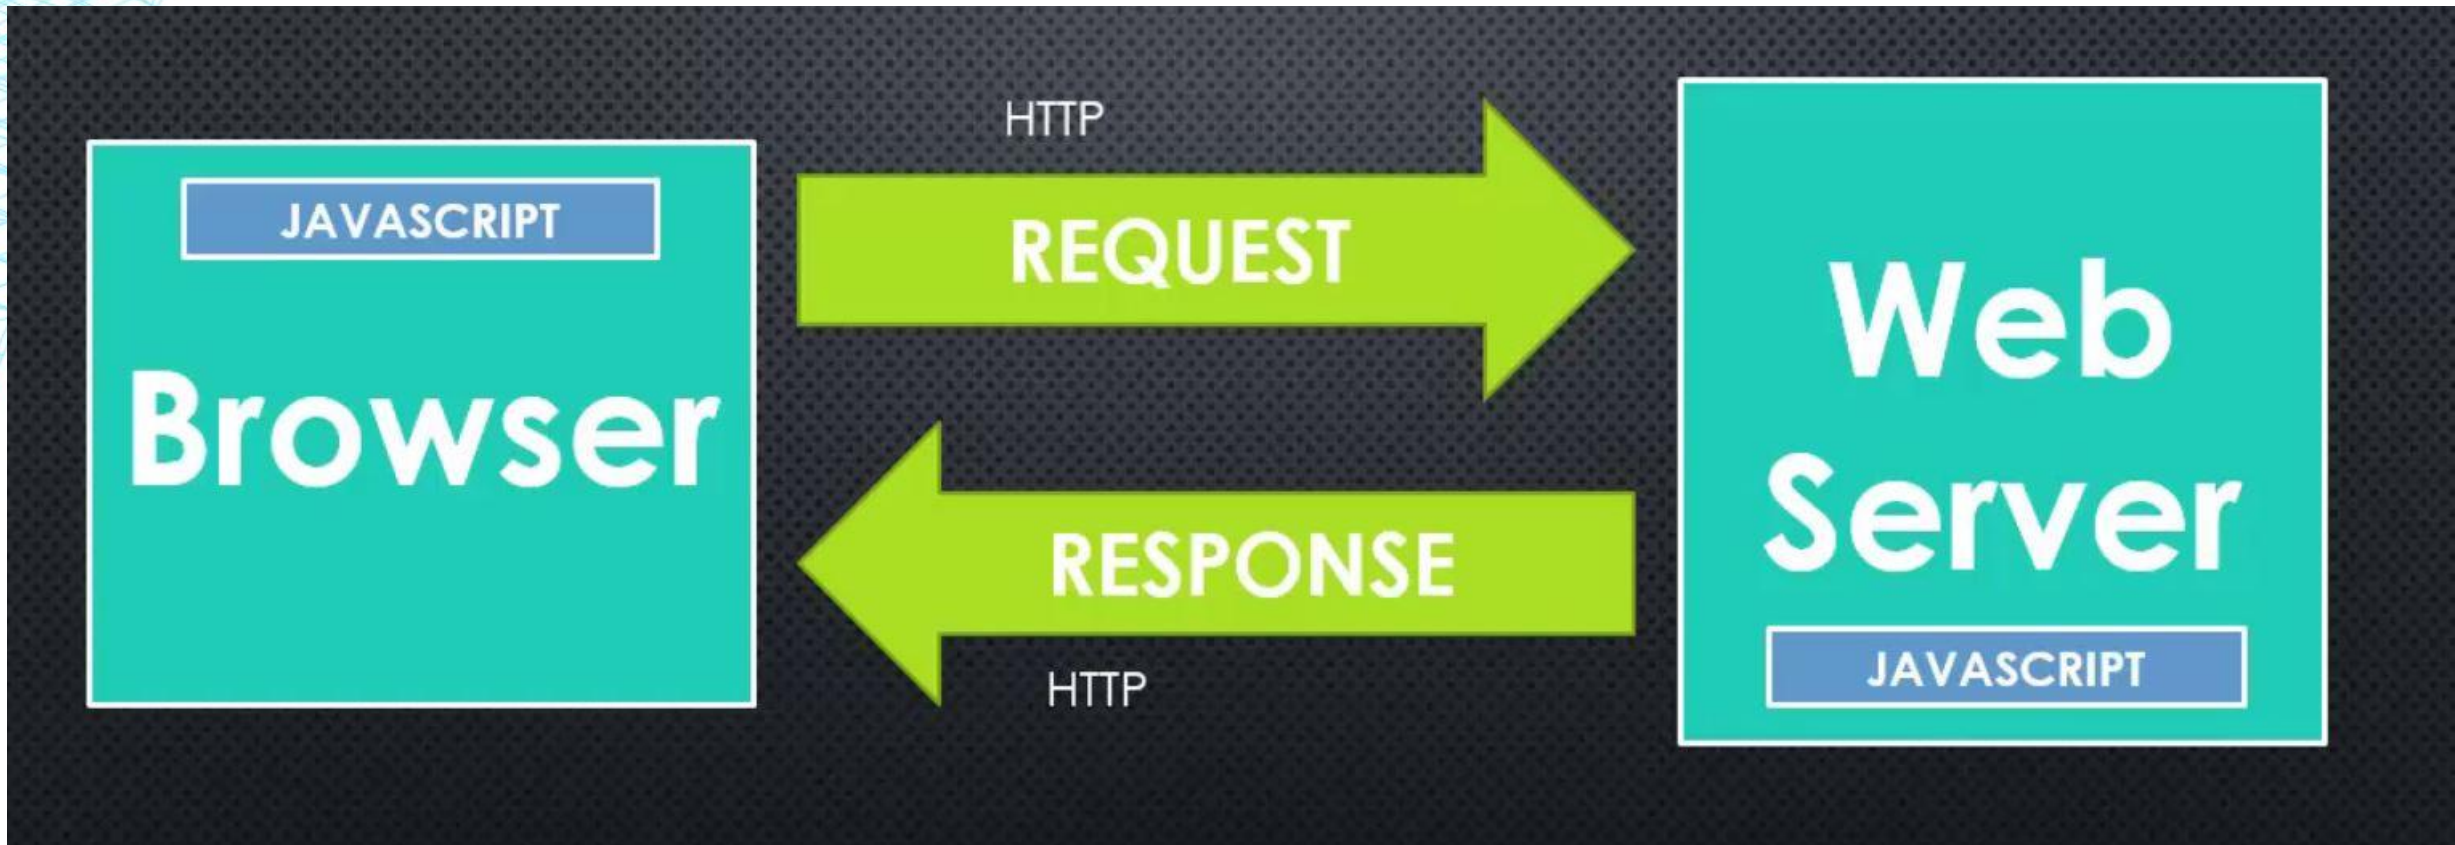 JAVASCRIPT
Browser
HTTP
REQUEST
RESPONSE
HTTP
Web
Server
JAVASCRIPT